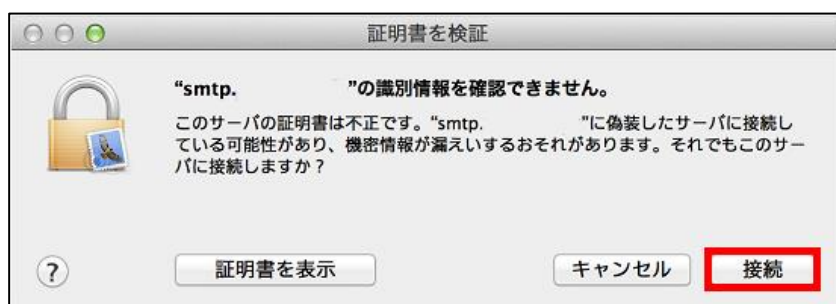 証明書を検証
“smtp.　　　　　”の識別情報を確認できません。
このサーバの証明書は不正です。“smtp.　　　　　”に偽装したサーバに接続し
ている可能性があり、機密情報が漏えいするおそれがあります。それでもこのサー
バに接続しますか？
?　証明書を表示　キャンセル　接続